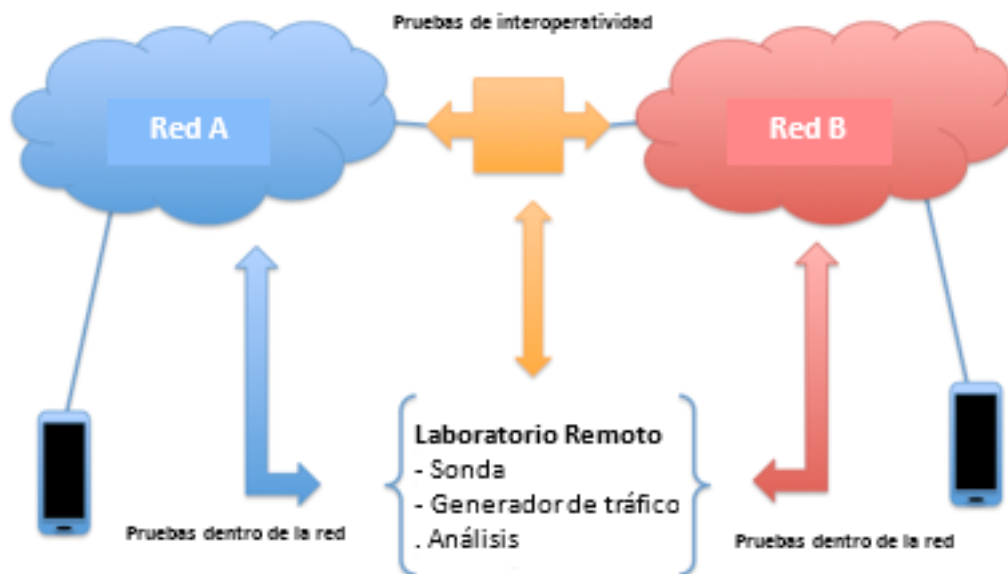 Pruebas de interoperatividad
Red A
Red B
Laboratorio Remoto
- Sonda
- Generador de tráfico
. Análisis
Pruebas dentro de la red
Pruebas dentro de la red